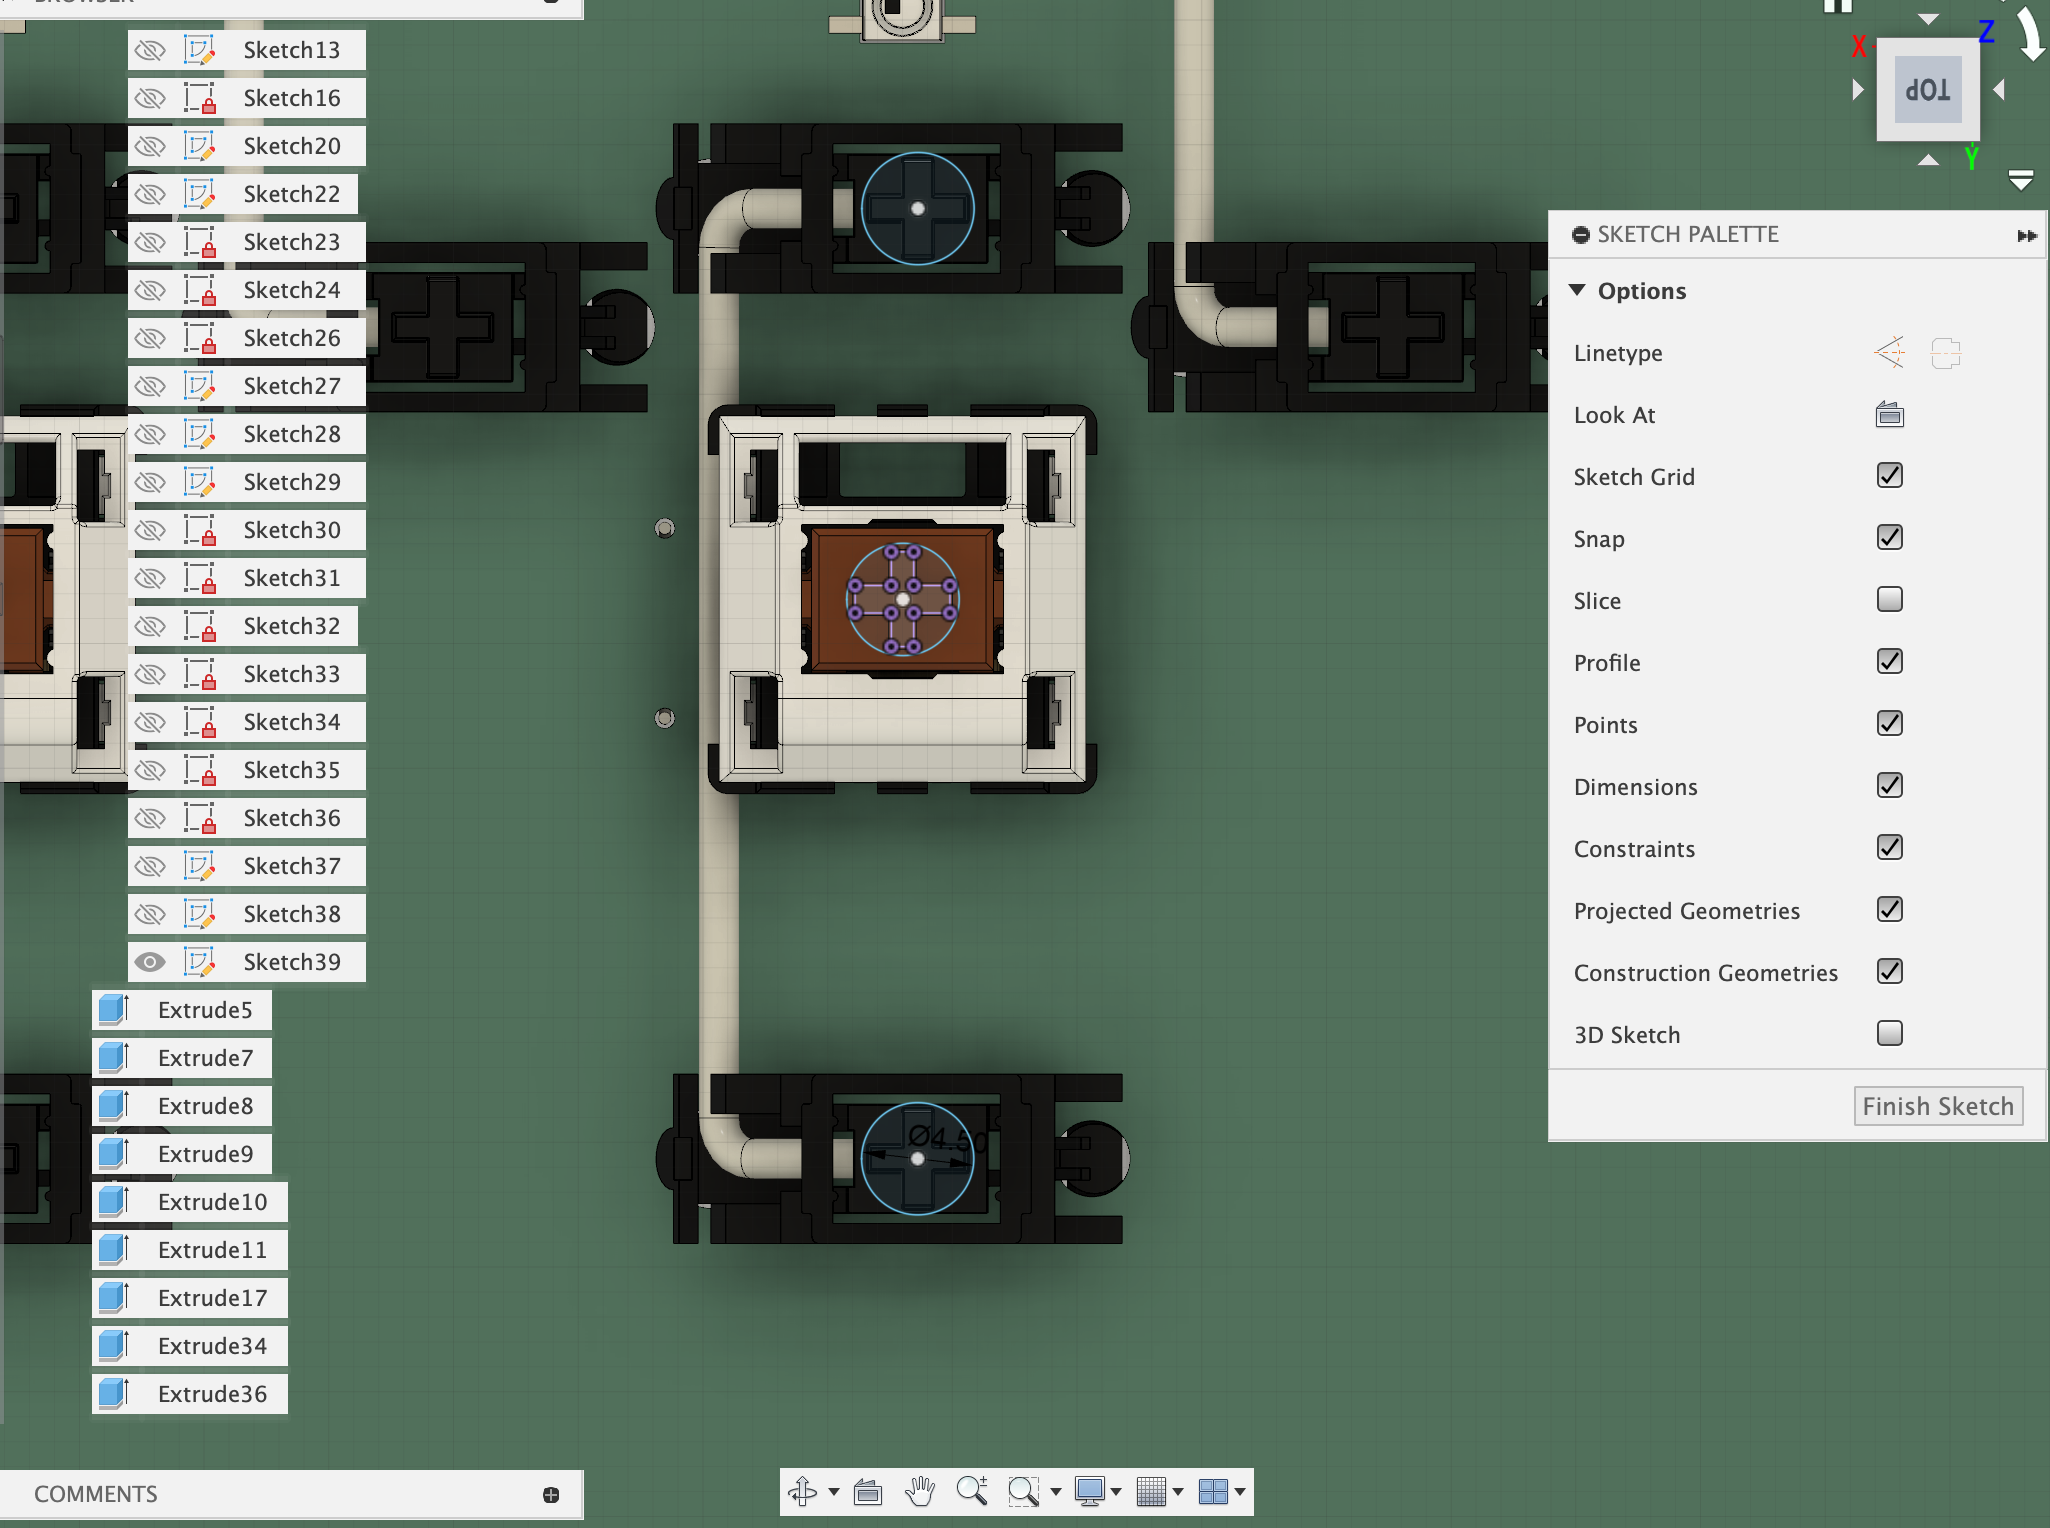 Sketch13
Sketch16
Sketch20
Sketch22
Sketch23
Sketch24
Sketch26
Sketch27
Sketch28
Sketch29
Sketch30
Sketch31
Sketch32
Sketch33
Sketch34
Sketch35
Sketch36
Sketch37
Sketch38
Sketch39
Extrude5
Extrude7
Extrude8
Extrude9
Extrude10
Extrude11
Extrude17
Extrude34
Extrude36
COMMENTS
Ø4.50
X
Z
TOP
Y
SKETCH PALETTE
Options
Linetype
Look At
Sketch Grid
Snap
Slice
Profile
Points
Dimensions
Constraints
Projected Geometries
Construction Geometries
3D Sketch
Finish Sketch